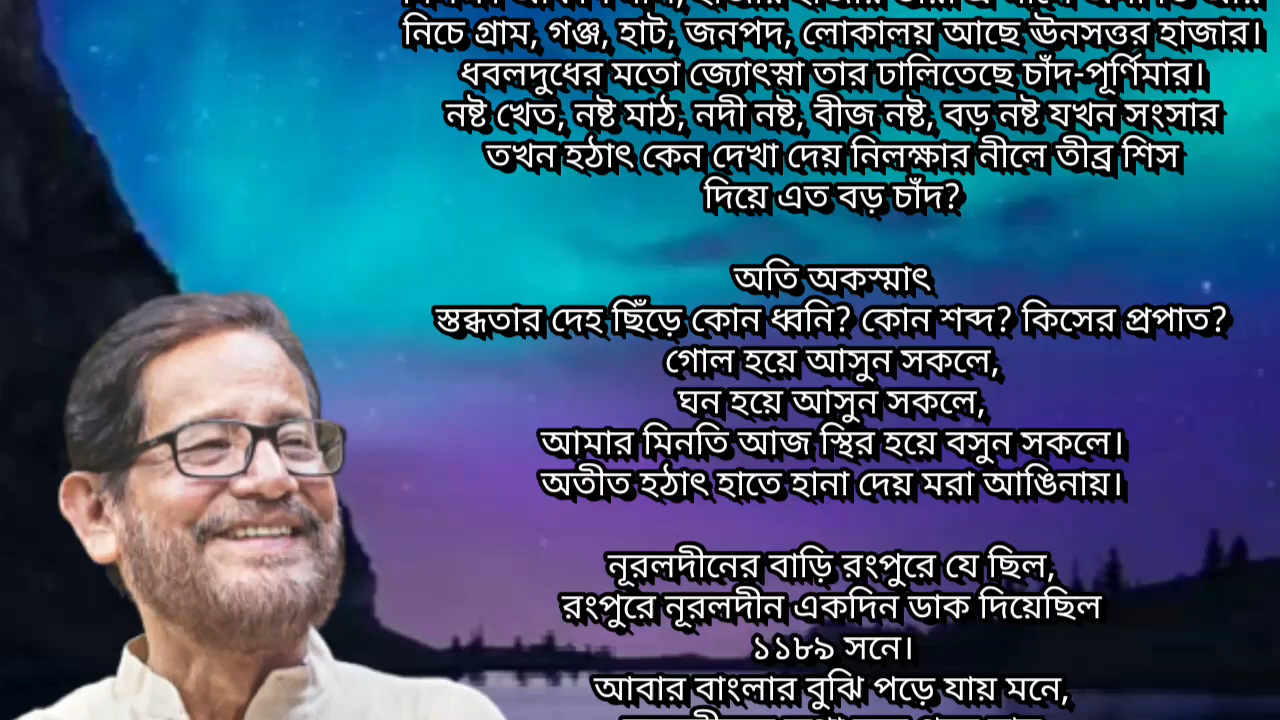 নিচে গ্রাম, গঞ্জ, হাট, জনপদ, লোকালয় আছে ঊনসত্তর হাজার।
ধবলদুধের মতো জ্যোৎস্না তার ঢালিতেছে চাঁদ-পূর্ণিমার।
নষ্ট খেত, নষ্ট মাঠ, নদী নষ্ট, বীজ নষ্ট, বড় নষ্ট যখন সংসার
তখন হঠাৎ কেন দেখা দেয় নিলক্ষার নীলে তীব্র শিস
দিয়ে এত বড় চাঁদ?
অতি অকস্মাৎ
স্তব্ধতার দেহ ছিঁড়ে কোন ধ্বনি? কোন শব্দ? কিসের প্রপাত?
গোল হয়ে আসুন সকলে,
ঘন হয়ে আসুন সকলে,
আমার মিনতি আজ স্থির হয়ে বসুন সকলে।
অতীত হঠাৎ হাতে হানা দেয় মরা আঙিনায়।
নূরলদীনের বাড়ি রংপুরে যে ছিল,
রংপুরে নূরলদীন একদিন ডাক দিয়েছিল
১১৮৯ সনে।
আবার বাংলার বুঝি পড়ে যায় মনে,